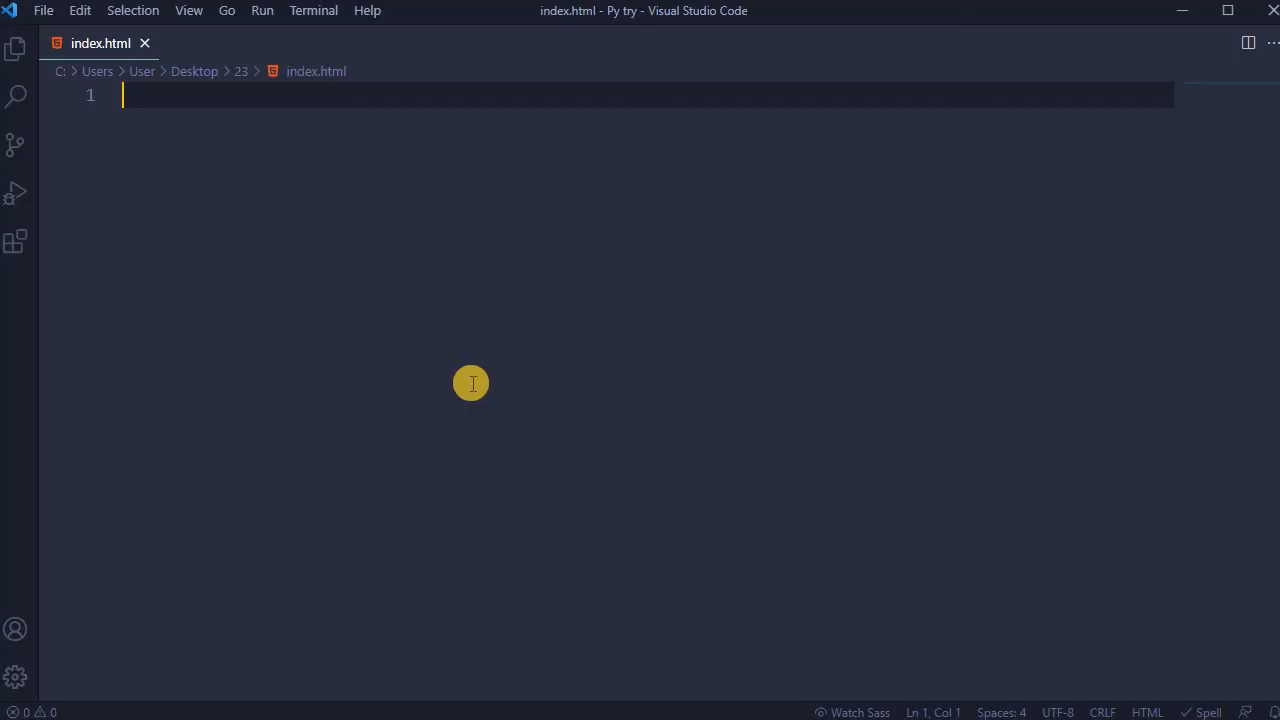 File Edit Selection View Go Run Terminal Help index.html - Py try - Visual Studio Code
index.html
C: > Users > User > Desktop > 23 > index.html
1
0 0 Watch Sass Ln 1, Col 1 Spaces: 4 UTF-8 CRLF HTML Spell